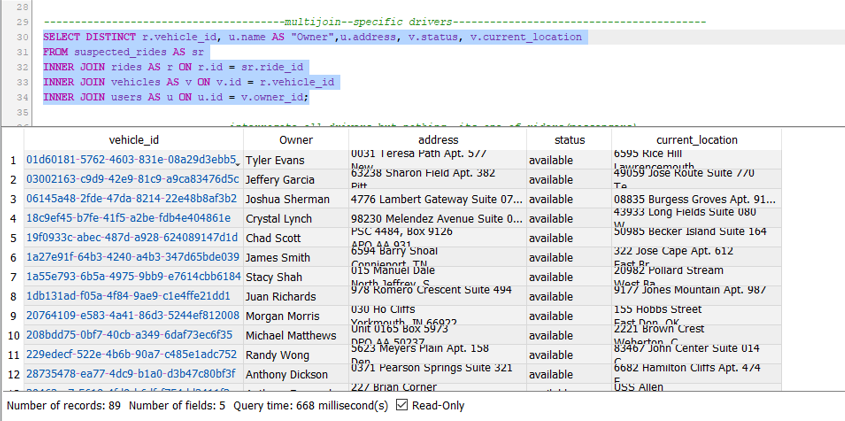 28
29 ----------------------------------------multijoin--specific drivers------------------------------------------
30 SELECT DISTINCT r.vehicle_id, u.name AS "Owner",u.address, v.status, v.current_location
31 FROM suspected_rides AS sr
32 INNER JOIN rides AS r ON r.id = sr.ride_id
33 INNER JOIN vehicles AS v ON v.id = r.vehicle_id
34 INNER JOIN users AS u ON u.id = v.owner_id;
35
vehicle_id Owner address status current_location
1 01d60181-5762-4603-831e-08a29d3ebb5. Tyler Evans 0031 Teresa Path Apt. 577 available 6595 Rice Hill
New Lawrencemouth
2 03002163-c9d9-42e9-81c9-a9ca83476d5c Jeffery Garcia 63238 Sharon Field Apt. 382 available 49059 Jose Route Suite 770
Pitt Te
3 06145a48-2fde-47da-8214-22e48b8af3b2 Joshua Sherman 4776 Lambert Gateway Suite 07... available 08835 Burgess Groves Apt. 91...
4 18c9ef45-b7fe-41f5-a2be-fdb4e404861e Crystal Lynch 98230 Melendez Avenue Suite 0... available 43933 Long Fields Suite 080
W
5 19f0933c-abec-487d-a928-624089147d1d Chad Scott PSC 4484, Box 9126 available 50985 Becker Island Suite 164
APO AA 931
6 1a27e91f-64b3-4240-a4b3-347d65bde039 James Smith 6594 Barry Shoal available 322 Jose Cape Apt. 612
TN East Br
7 1a55e793-6b5a-4975-9bb9-e7614cbb6184 Stacy Shah 015 Manuel Dale available 20982 Pollard Stream
North Jeffrey, S West Ba
8 1db131ad-f05a-4f84-9ae9-c1e4ffe21dd1 Juan Richards 978 Romero Crescent Suite 494 available 9177 Jones Mountain Apt. 987
9 20764109-e583-4a41-86d3-5244ef812008 Morgan Morris 030 Ho Cliffs available 155 Hobbs Street
Yorkmouth, IN 66922 East Don, OK
10 208bdd75-0bf7-40cb-a349-6daf73ec6f35 Michael Matthews Unit 0165 Box 5973 available 2221 Brown Crest
DPO AA 50237 Weberton, C
11 229edecf-522e-4b6b-90a7-c485e1adc752 Randy Wong 5623 Meyers Plain Apt. 158 available 83467 John Center Suite 014
Den C
12 28735478-ea77-4dc9-b1a0-d3b47c80bf3f Anthony Dickson 0371 Pearson Springs Suite 321 available 6682 Hamilton Cliffs Apt. 474
E
227 Brian Corner USS Allen
Number of records: 89 Number of fields: 5 Query time: 668 millisecond(s) Read-Only